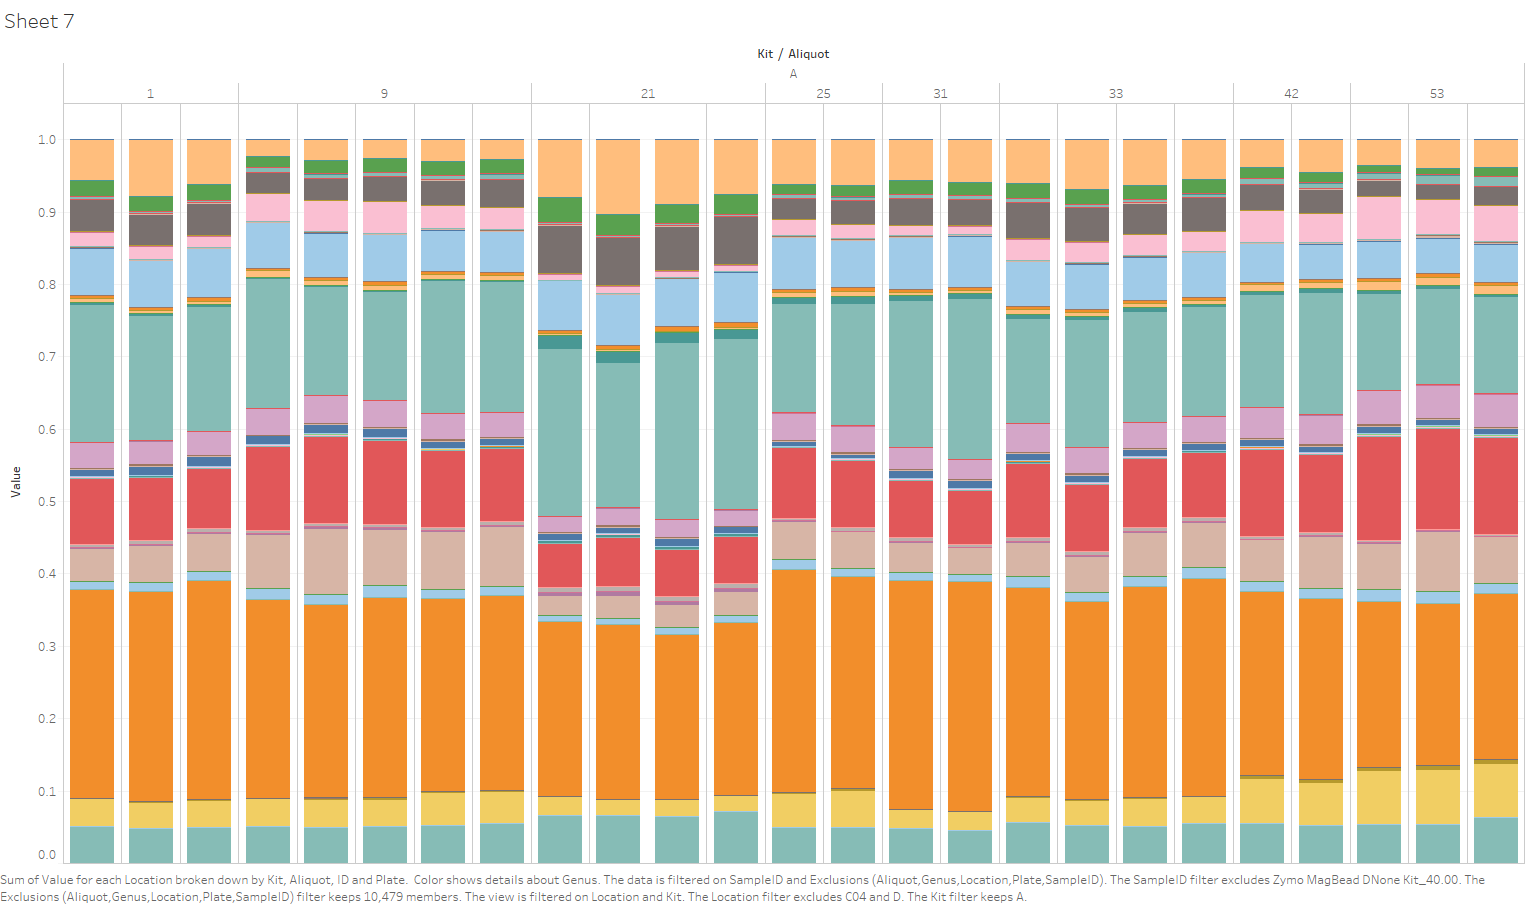 Sheet 7
Kit / Aliquot
A
1 9 21 25 31 33 42 53
1.0
0.9
0.8
0.7
0.6
0.5
0.4
0.3
0.2
0.1
0.0
Value
Sum of Value for each Location broken down by Kit, Aliquot, ID and Plate.  Color shows details about Genus. The data is filtered on SampleID and Exclusions (Aliquot,Genus,Location,Plate,SampleID). The SampleID filter excludes Zymo MagBead DNone Kit_40.00. The
Exclusions (Aliquot,Genus,Location,Plate,SampleID) filter keeps 10,479 members. The view is filtered on Location and Kit. The Location filter excludes C04 and D. The Kit filter keeps A.